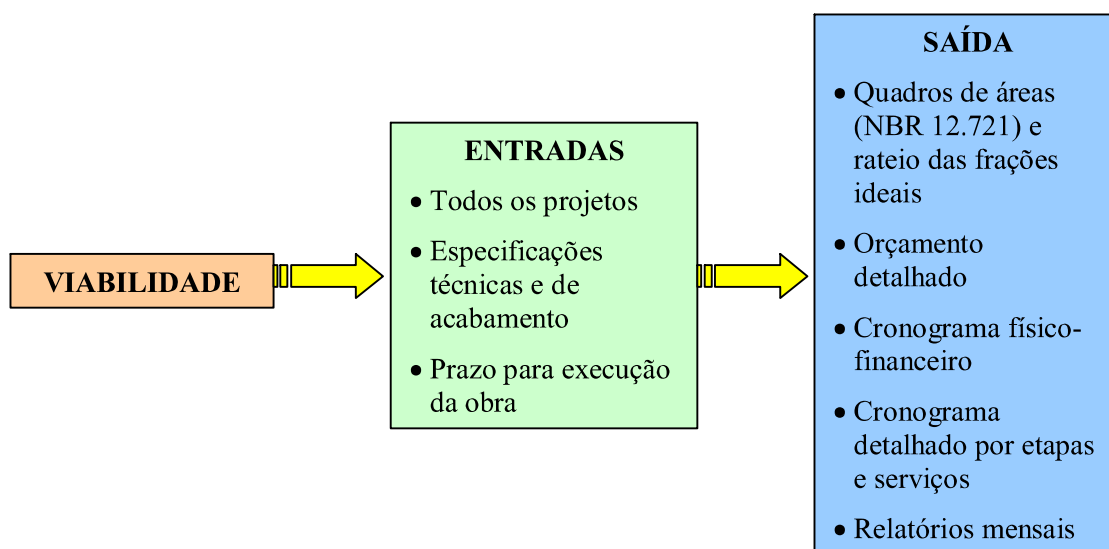 VIABILIDADE
ENTRADAS
• Todos os projetos
• Especificações
técnicas e de
acabamento
• Prazo para execução
da obra
SAÍDA
• Quadros de áreas
(NBR 12.721) e
rateio das frações
ideais
• Orçamento
detalhado
• Cronograma físico-
financeiro
• Cronograma
detalhado por etapas
e serviços
• Relatórios mensais